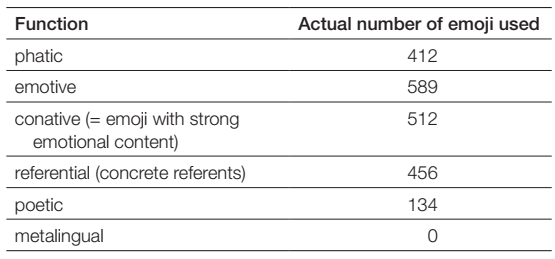 Function Actual number of emoji used
phatic 412
emotive 589
conative (= emoji with strong 512
emotional content)
referential (concrete referents) 456
poetic 134
metalingual 0